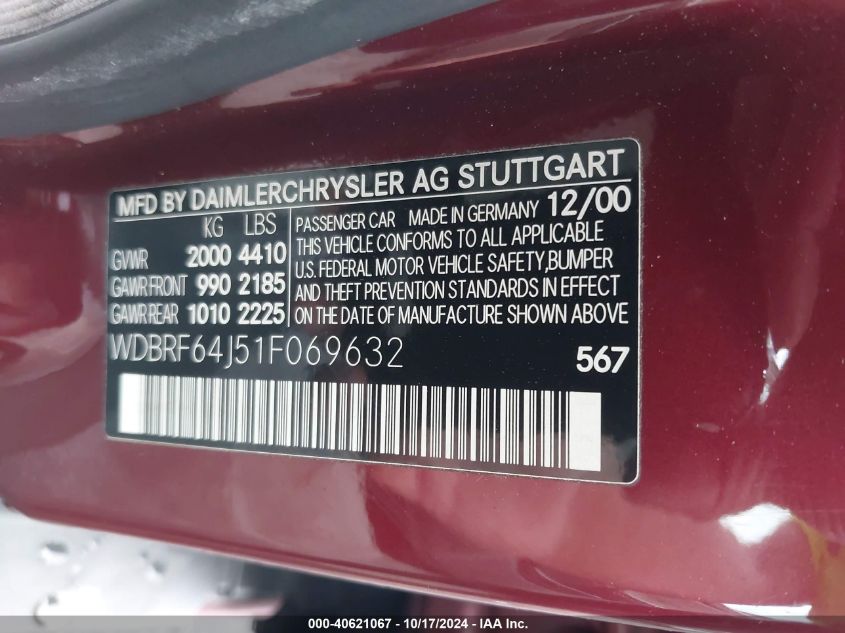 MFD BY DAIMLERCHRYSLER AG STUTTGART
KG LBS
GVWR 2000 4410
GAWR FRONT 990 2185
GAWR REAR 1010 2225
PASSENGER CAR MADE IN GERMANY 12/00
THIS VEHICLE CONFORMS TO ALL APPLICABLE
U.S. FEDERAL MOTOR VEHICLE SAFETY,BUMPER
AND THEFT PREVENTION STANDARDS IN EFFECT
ON THE DATE OF MANUFACTURE SHOWN ABOVE
WDBRF64J51F069632
567
000-40621067 - 10/17/2024 - IAA Inc.